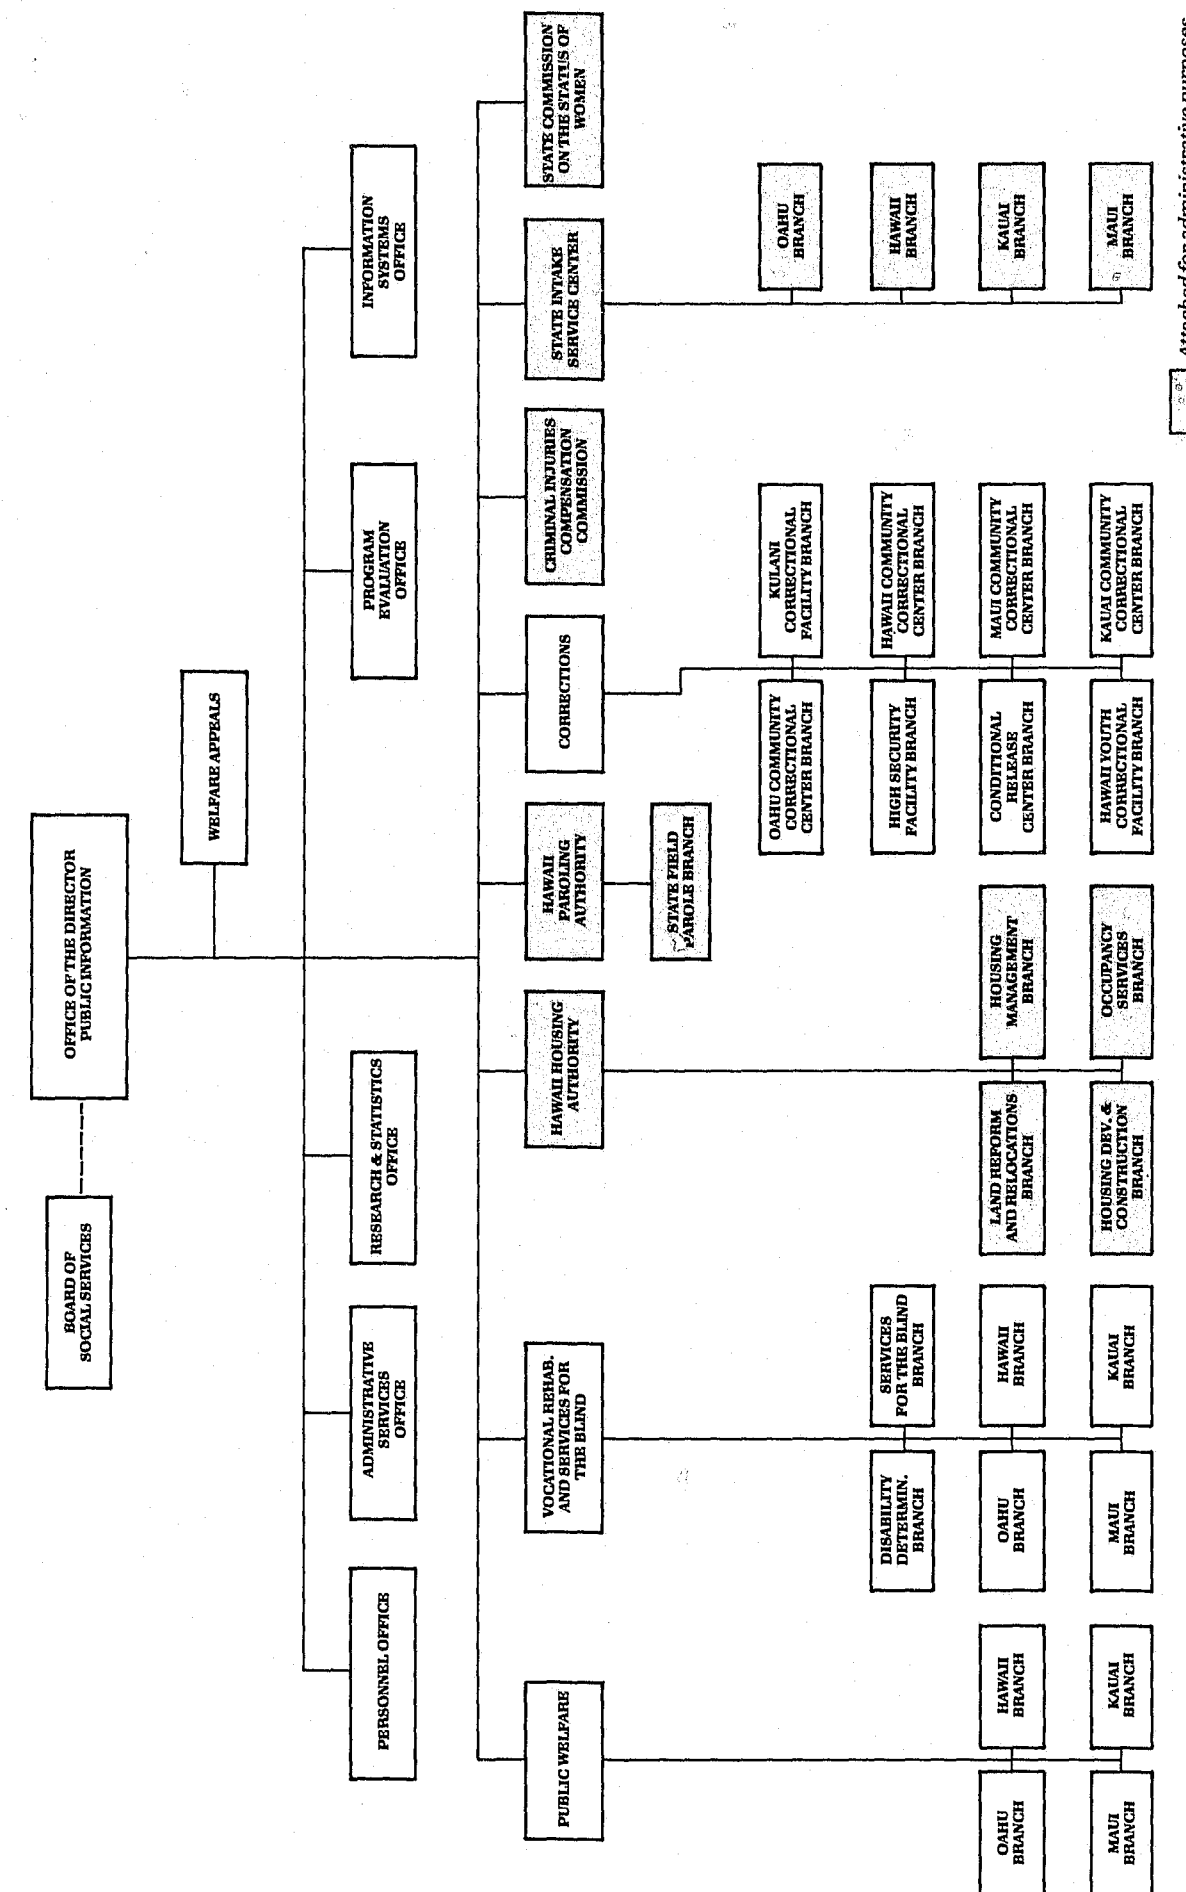 OFFICE OF THE DIRECTOR
PUBLIC INFORMATION
BOARD OF
SOCIAL SERVICES
WELFARE APPEALS
PERSONNEL OFFICE
ADMINISTRATIVE
SERVICES
OFFICE
RESEARCH & STATISTICS
OFFICE
PROGRAM
EVALUATION
OFFICE
INFORMATION
SYSTEMS
OFFICE
PUBLIC WELFARE
VOCATIONAL REHAB.
AND SERVICES FOR
THE BLIND
HAWAII HOUSING
AUTHORITY
HAWAII
PAROLING
AUTHORITY
CORRECTIONS
CRIMINAL INJURIES
COMPENSATION
COMMISSION
STATE INTAKE
SERVICE CENTER
STATE COMMISSION
ON THE STATUS OF
WOMEN
STATE FIELD
PAROLE BRANCH
OAHU COMMUNITY
CORRECTIONAL
CENTER BRANCH
KULANI
CORRECTIONAL
FACILITY BRANCH
OAHU
BRANCH
DISABILITY
DETERMIN.
BRANCH
SERVICES
FOR THE BLIND
BRANCH
HIGH SECURITY
FACILITY BRANCH
HAWAII COMMUNITY
CORRECTIONAL
CENTER BRANCH
HAWAII
BRANCH
OAHU
BRANCH
HAWAII
BRANCH
OAHU
BRANCH
HAWAII
BRANCH
LAND REFORM
AND RELOCATIONS
BRANCH
HOUSING
MANAGEMENT
BRANCH
CONDITIONAL
RELEASE
CENTER BRANCH
MAUI COMMUNITY
CORRECTIONAL
CENTER BRANCH
KAUAI
BRANCH
MAUI
BRANCH
KAUAI
BRANCH
MAUI
BRANCH
KAUAI
BRANCH
HOUSING DEV. &
CONSTRUCTION
BRANCH
OCCUPANCY
SERVICES
BRANCH
HAWAII YOUTH
CORRECTIONAL
FACILITY BRANCH
KAUAI COMMUNITY
CORRECTIONAL
CENTER BRANCH
MAUI
BRANCH
Attached for administrative purposes